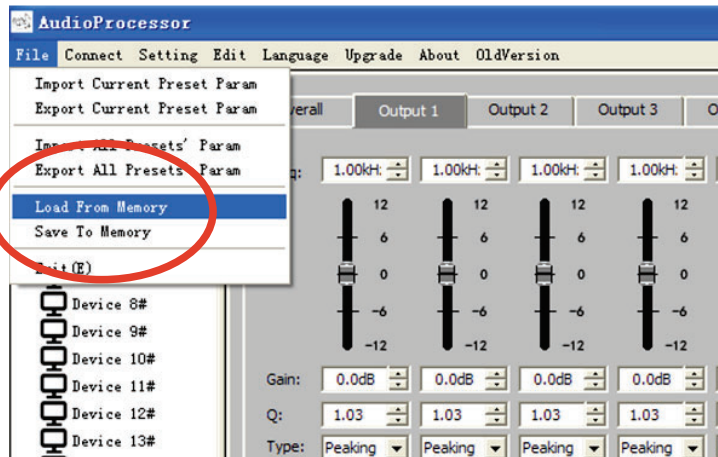 AudioProcessor
File Connect Setting Edit Language Upgrade About OldVersion
Import Current Preset Param
Export Current Preset Param
Import All Presets' Param
Export All Presets' Param
Load From Memory
Save To Memory
Exit(E)
Device 8#
Device 9#
Device 10#
Device 11#
Device 12#
Device 13#
Output 1 Output 2 Output 3
1.00kH: 1.00kH: 1.00kH: 1.00kH:
12 12 12 12
6 6 6 6
0 0 0 0
-6 -6 -6 -6
-12 -12 -12 -12
Gain: 0.0dB 0.0dB 0.0dB 0.0dB
Q: 1.03 1.03 1.03 1.03
Type: Peaking Peaking Peaking Peaking